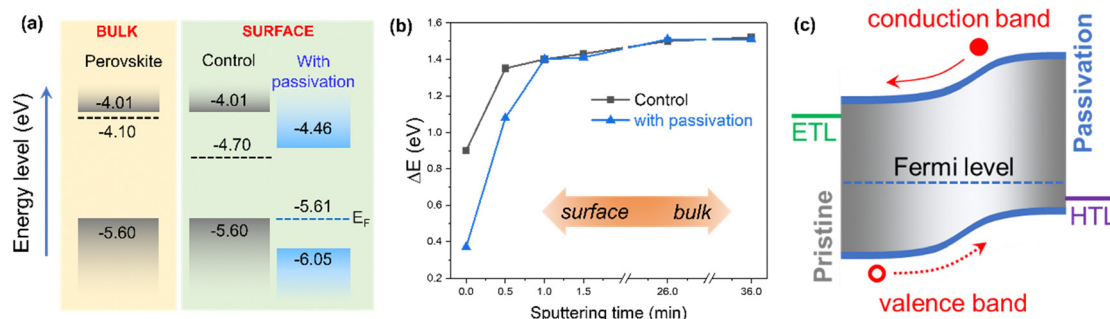 (a)
BULK
SURFACE
Perovskite
Control
With
passivation
Energy level (eV)
-4.01
-4.10
-5.60
-4.01
-4.70
-5.60
-4.46
-5.61
E_F
-6.05
(b)
ΔE (eV)
1.6
1.4
1.2
1.0
0.8
0.6
0.4
0.2
Control
with passivation
surface
bulk
0.0
0.5
1.0
1.5
26.0
36.0
Sputtering time (min)
(c)
conduction band
ETL
Fermi level
HTL
Pristine
Passivation
valence band